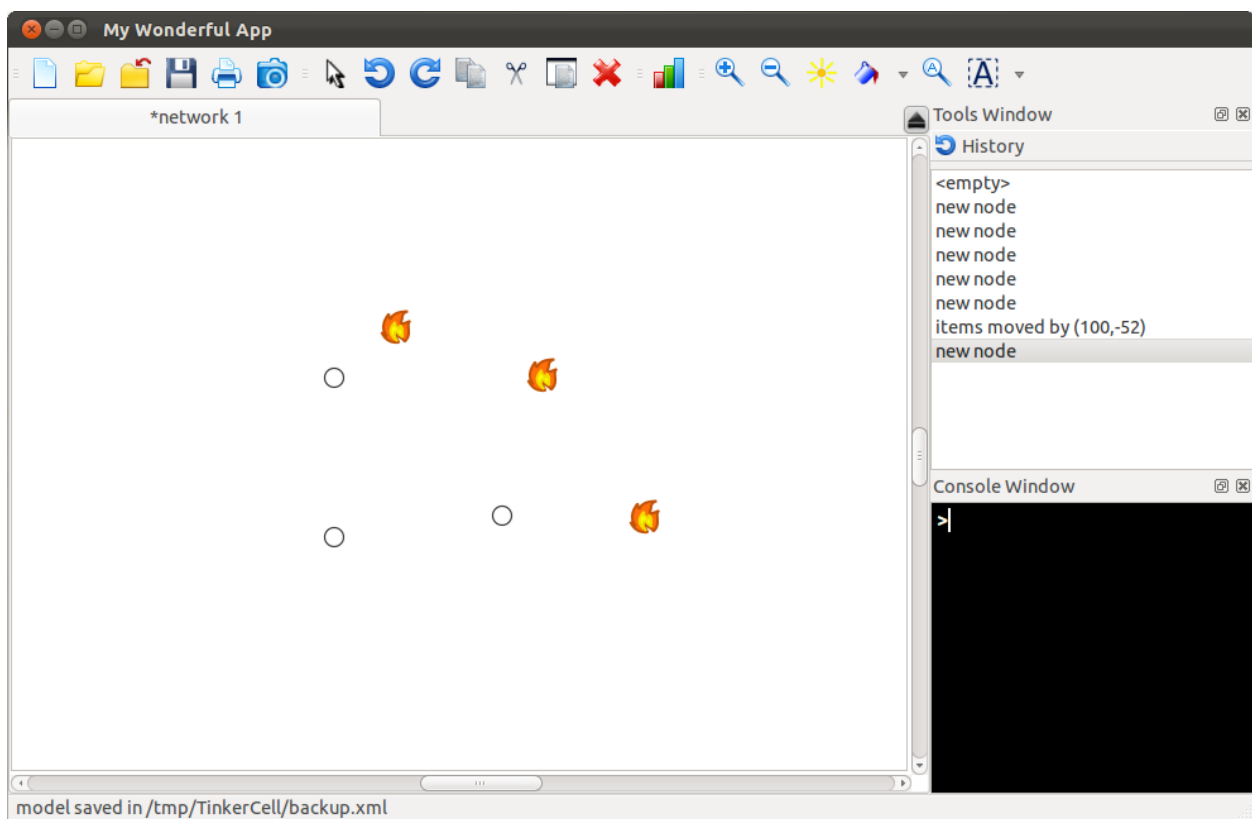 My Wonderful App
*network 1
Tools Window
History
<empty>
new node
new node
new node
new node
new node
items moved by (100,-52)
new node
Console Window
>
model saved in /tmp/TinkerCell/backup.xml